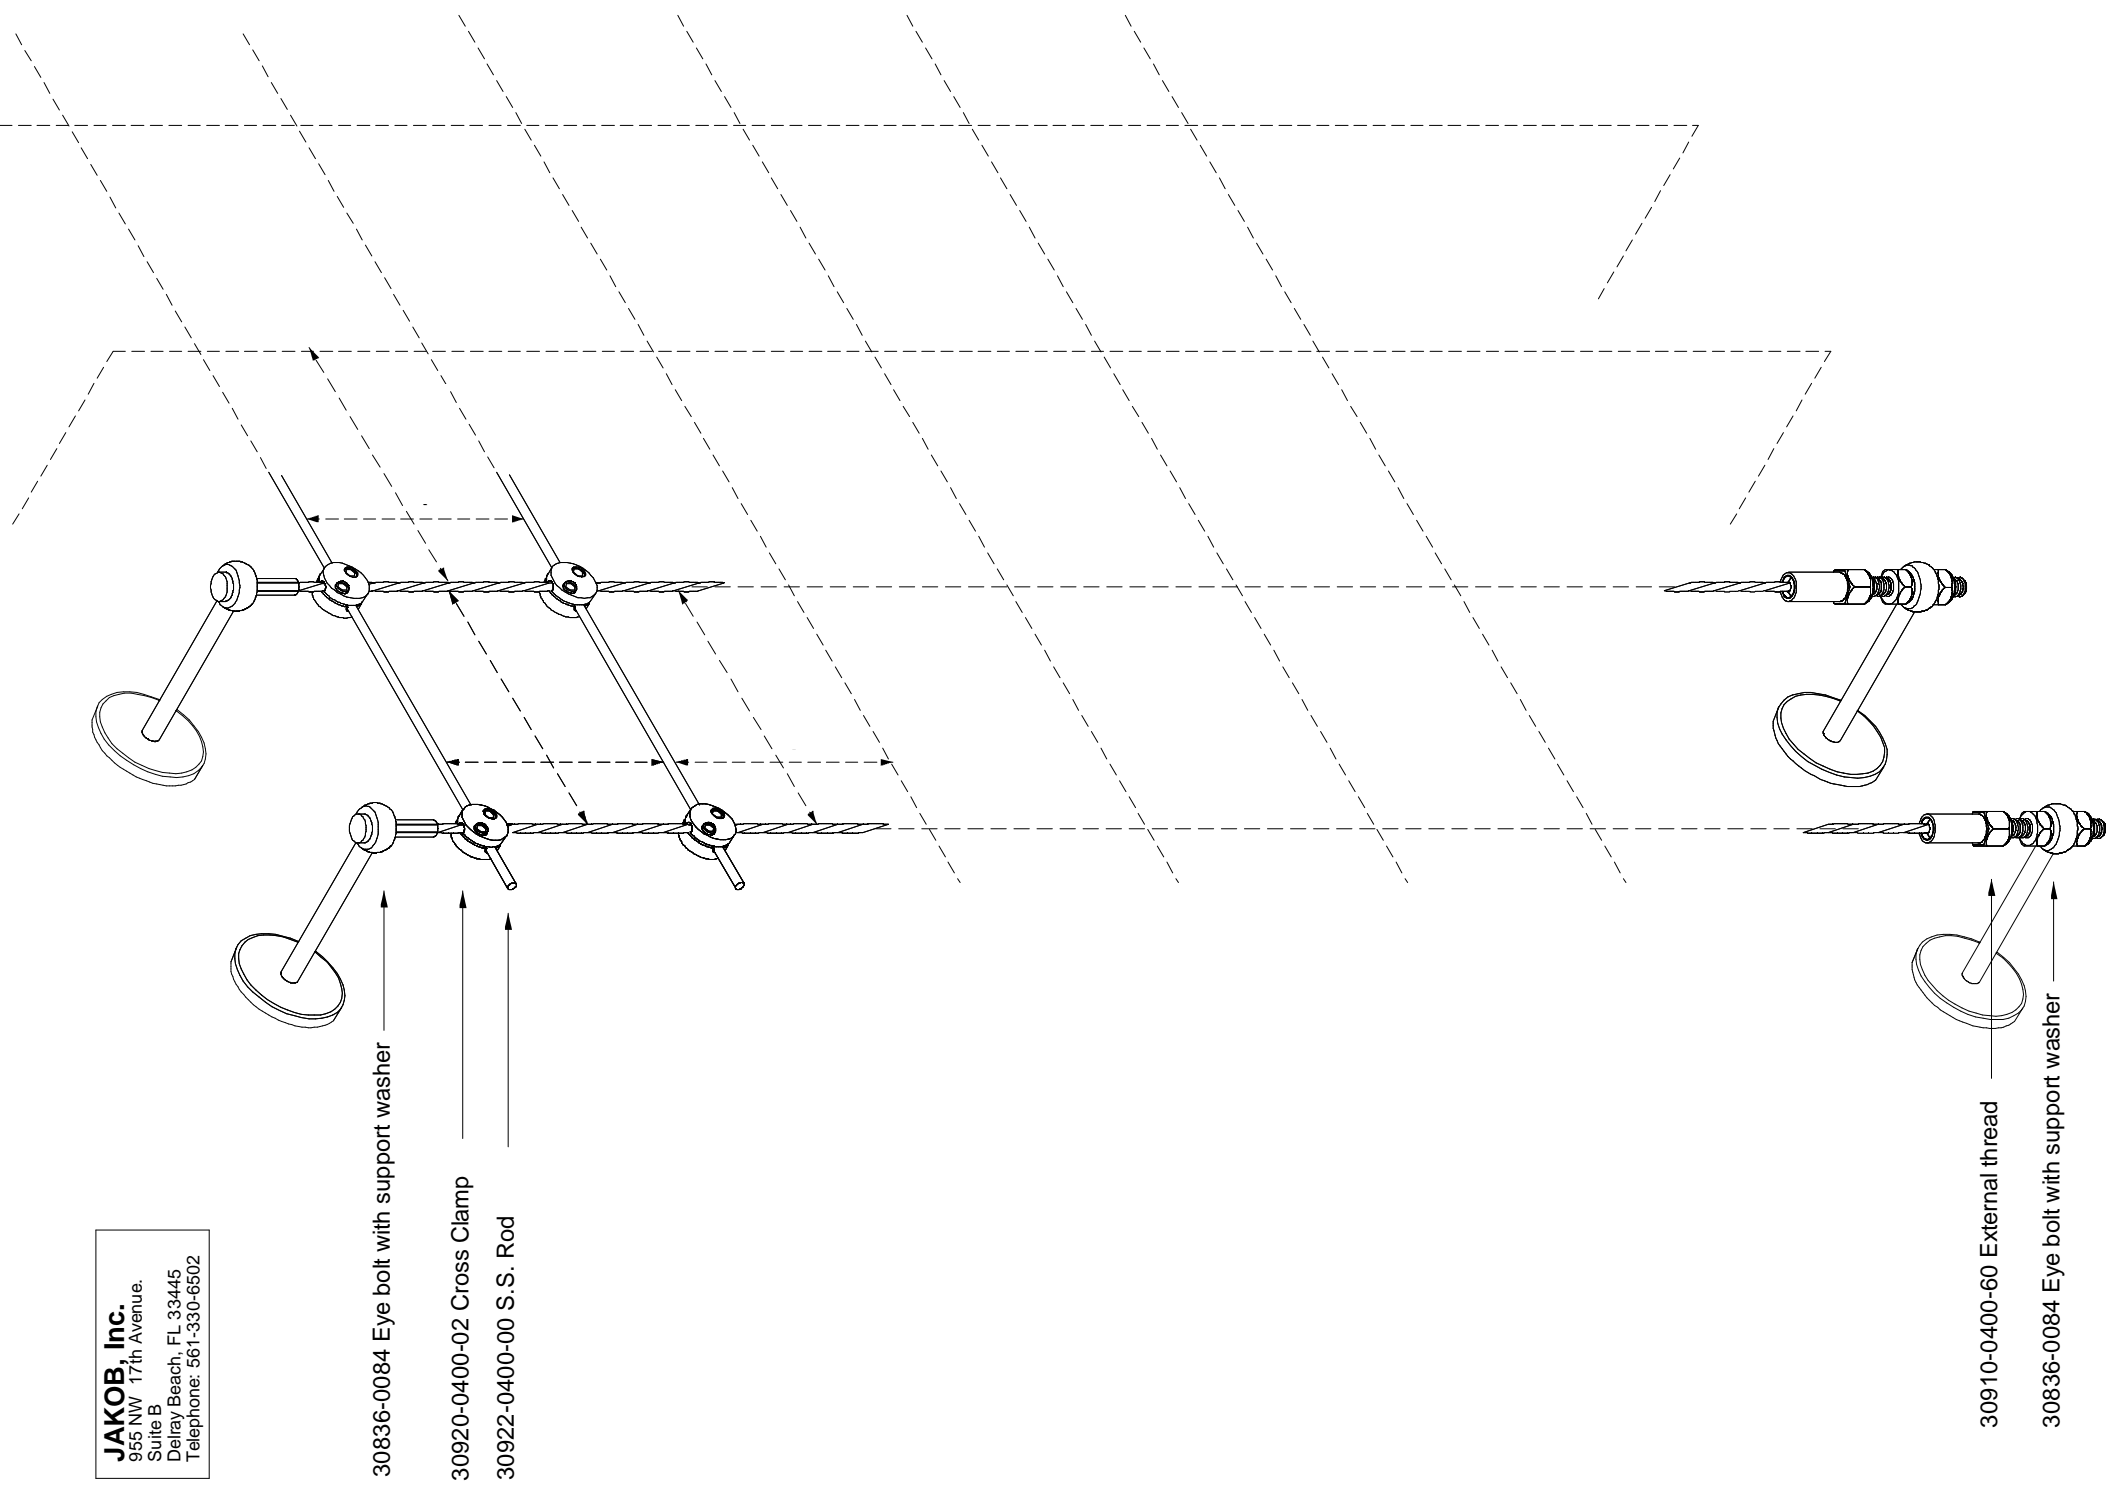 JAKOB, Inc.
955 NW 17th Avenue.
Suite B
Delray Beach, FL 33445
Telephone: 561-330-6502
30836-0084 Eye bolt with support washer
30920-0400-02 Cross Clamp
30922-0400-00 S.S. Rod
30910-0400-60 External thread
30836-0084 Eye bolt with support washer